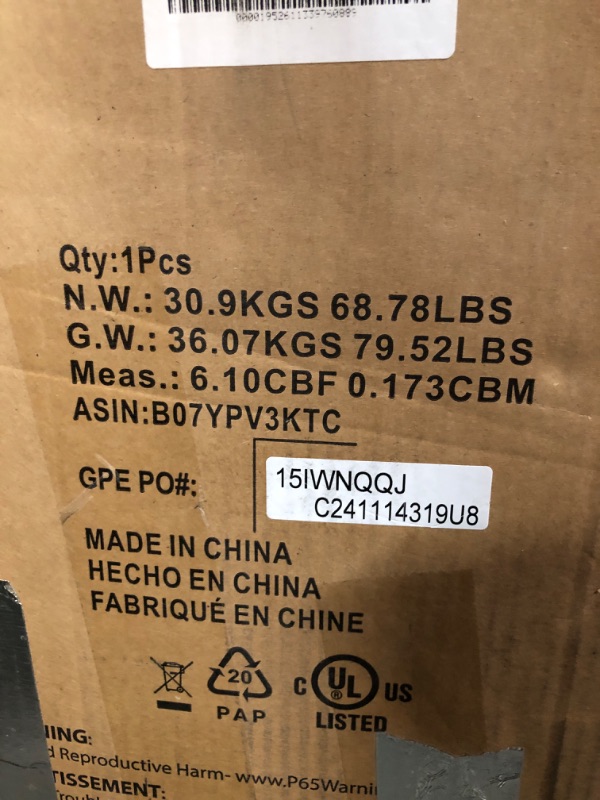 Qty:1Pcs
N.W.: 30.9KGS 68.78LBS
G.W.: 36.07KGS 79.52LBS
Meas.: 6.10CBF 0.173CBM
ASIN:B07YPV3KTC
GPE PO#:
15IWNQQJ
C241114319U8
MADE IN CHINA
HECHO EN CHINA
FABRIQUÉ EN CHINE
20
PAP
C UL US
LISTED
ING:
d Reproductive Harm- www.P65Warni
TISSEMENT: